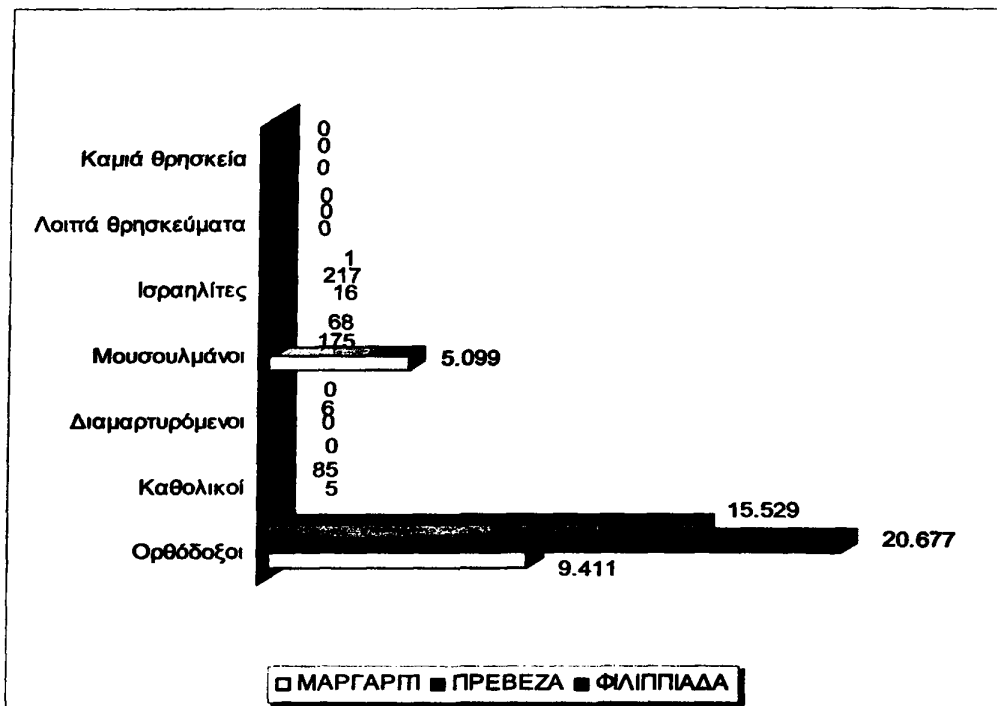 0
0
Καμιά θρησκεία
0
0
0
Λοιπά θρησκεύματα
0
1
217
Ισραηλίτες 16
68
175
Μουσουλμάνοι 5.099
0
6
Διαμαρτυρόμενοι 0
0
85
Καθολικοί 5
15.529
20.677
Ορθόδοξοι
9.411
ΜΑΡΓΑΡΙΤΙ ΠΡΕΒΕΖΑ ΦΙΛΙΠΠΙΑΔΑ